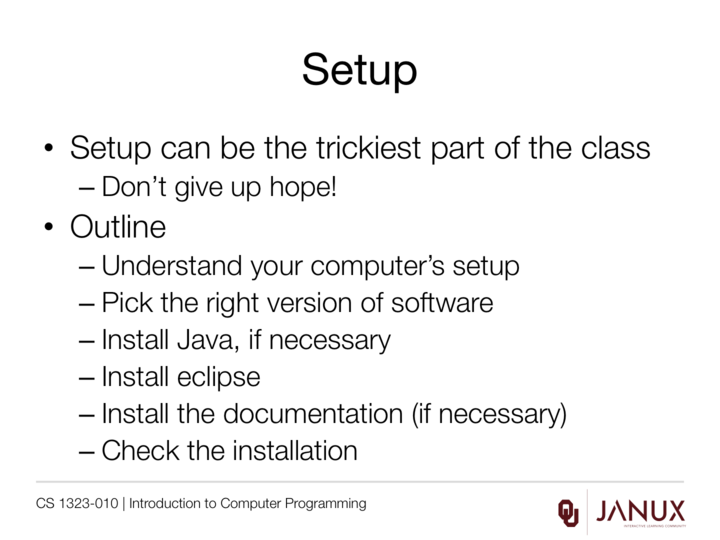 Setup
• Setup can be the trickiest part of the class
– Don't give up hope!
• Outline
– Understand your computer's setup
– Pick the right version of software
– Install Java, if necessary
– Install eclipse
– Install the documentation (if necessary)
– Check the installation
CS 1323-010 | Introduction to Computer Programming
OU
JANUX
INTERACTIVE LEARNING COMMUNITY